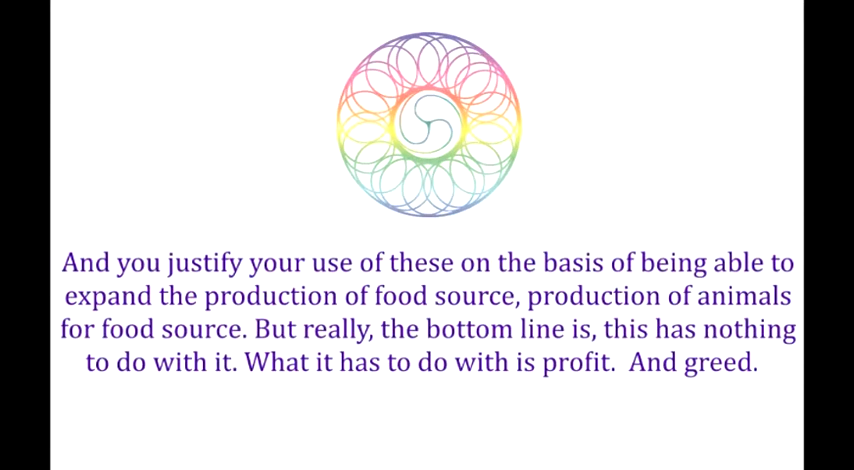 And you justify your use of these on the basis of being able to
expand the production of food source, production of animals
for food source. But really, the bottom line is, this has nothing
to do with it. What it has to do with is profit.  And greed.